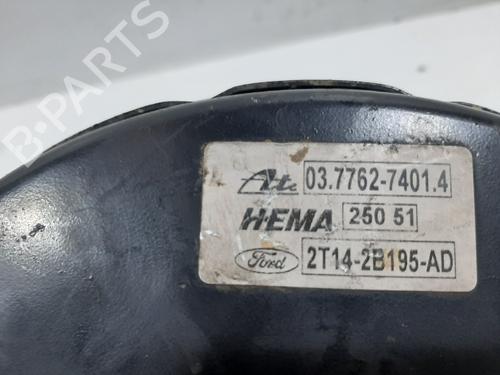 Ate 03.7762-7401.4
HEMA 250 51
Ford 2T14-2B195-AD
B-PARTS